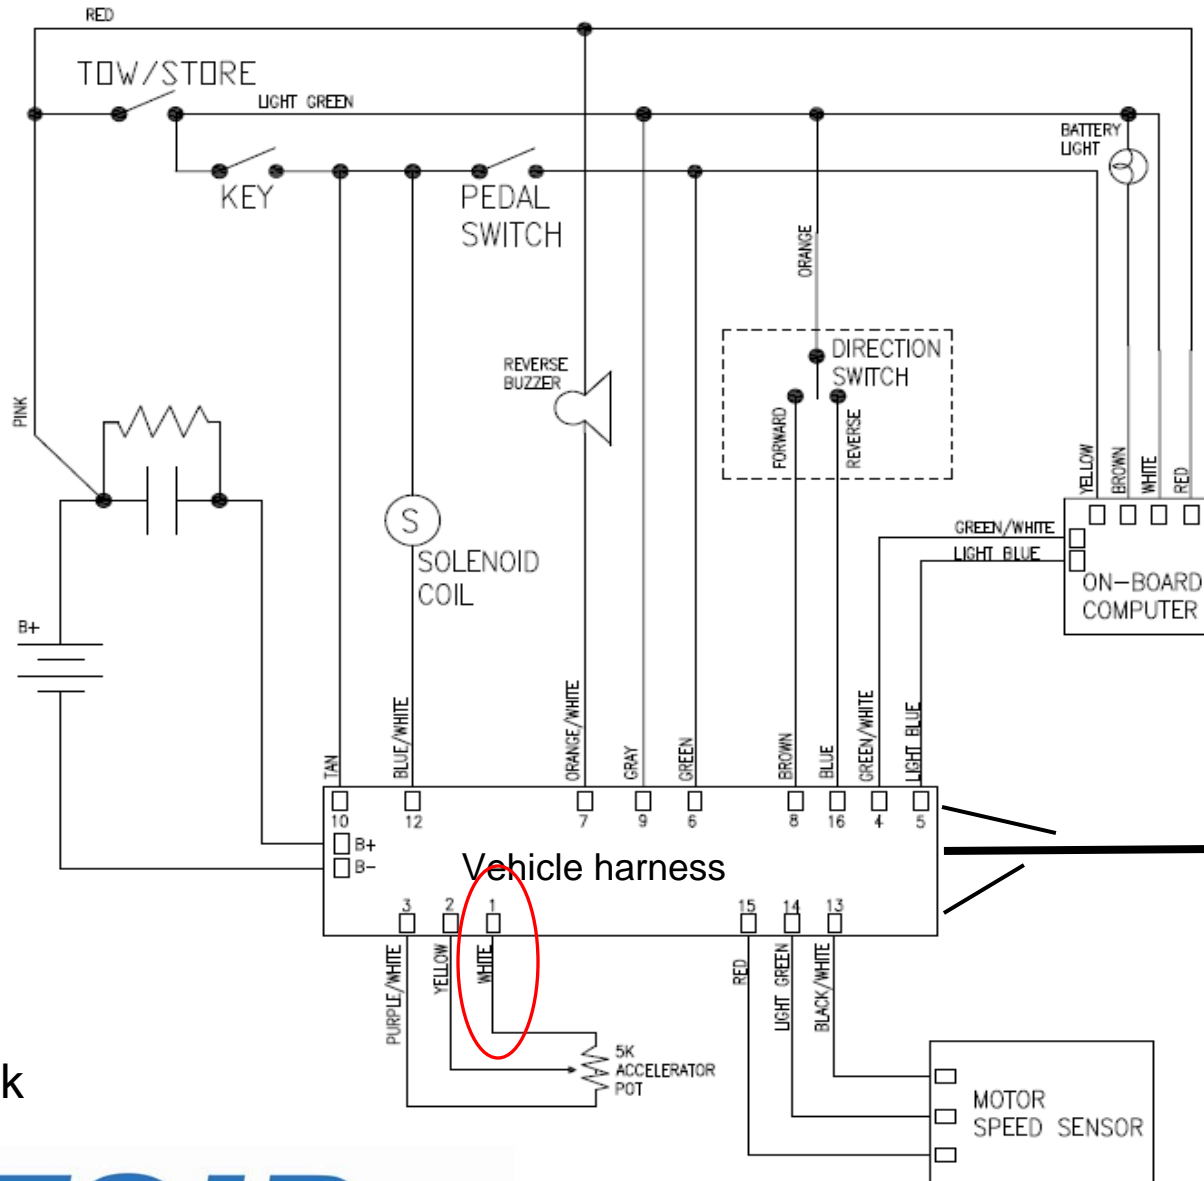 RED
TOW/STORE
LIGHT GREEN
BATTERY
LIGHT
KEY
PEDAL
SWITCH
ORANGE
DIRECTION
SWITCH
REVERSE
BUZZER
PINK
FORWARD
REVERSE
YELLOW
BROWN
WHITE
RED
S
SOLENOID
COIL
GREEN/WHITE
LIGHT BLUE
ON-BOARD
COMPUTER
B+
TAN
BLUE/WHITE
ORANGE/WHITE
GRAY
GREEN
BROWN
BLUE
GREEN/WHITE
LIGHT BLUE
10
12
7
9
6
8
16
4
5
B+
B-
Vehicle harness
3
2
1
15
14
13
PURPLE/WHITE
YELLOW
WHITE
RED
LIGHT GREEN
BLACK/WHITE
5K
ACCELERATOR
POT
k
MOTOR
SPEED SENSOR